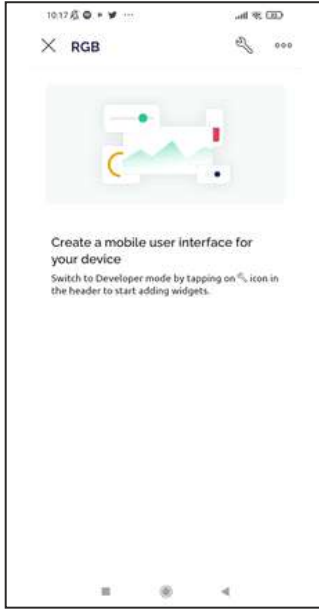 10:17
RGB
Create a mobile user interface for
your device
Switch to Developer mode by tapping on icon in
the header to start adding widgets.